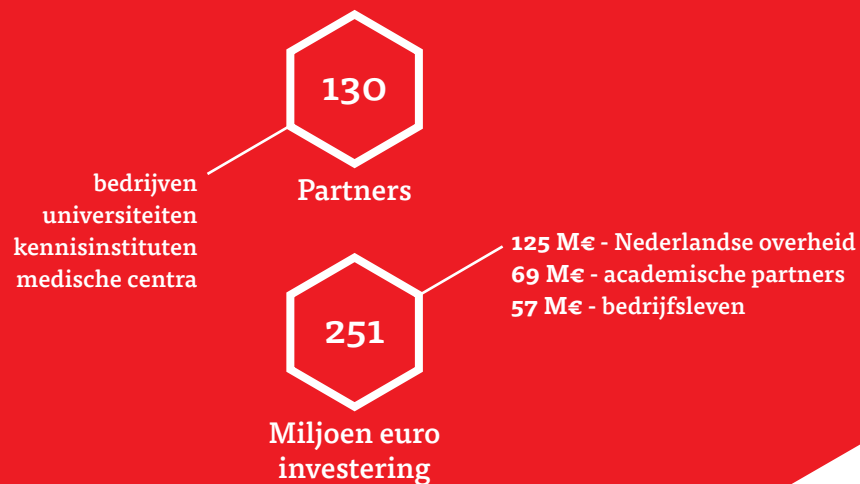 130
Partners
bedrijven
universiteiten
kennisinstituten
medische centra
251
Miljoen euro
investering
125 M€ - Nederlandse overheid
69 M€ - academische partners
57 M€ - bedrijfsleven